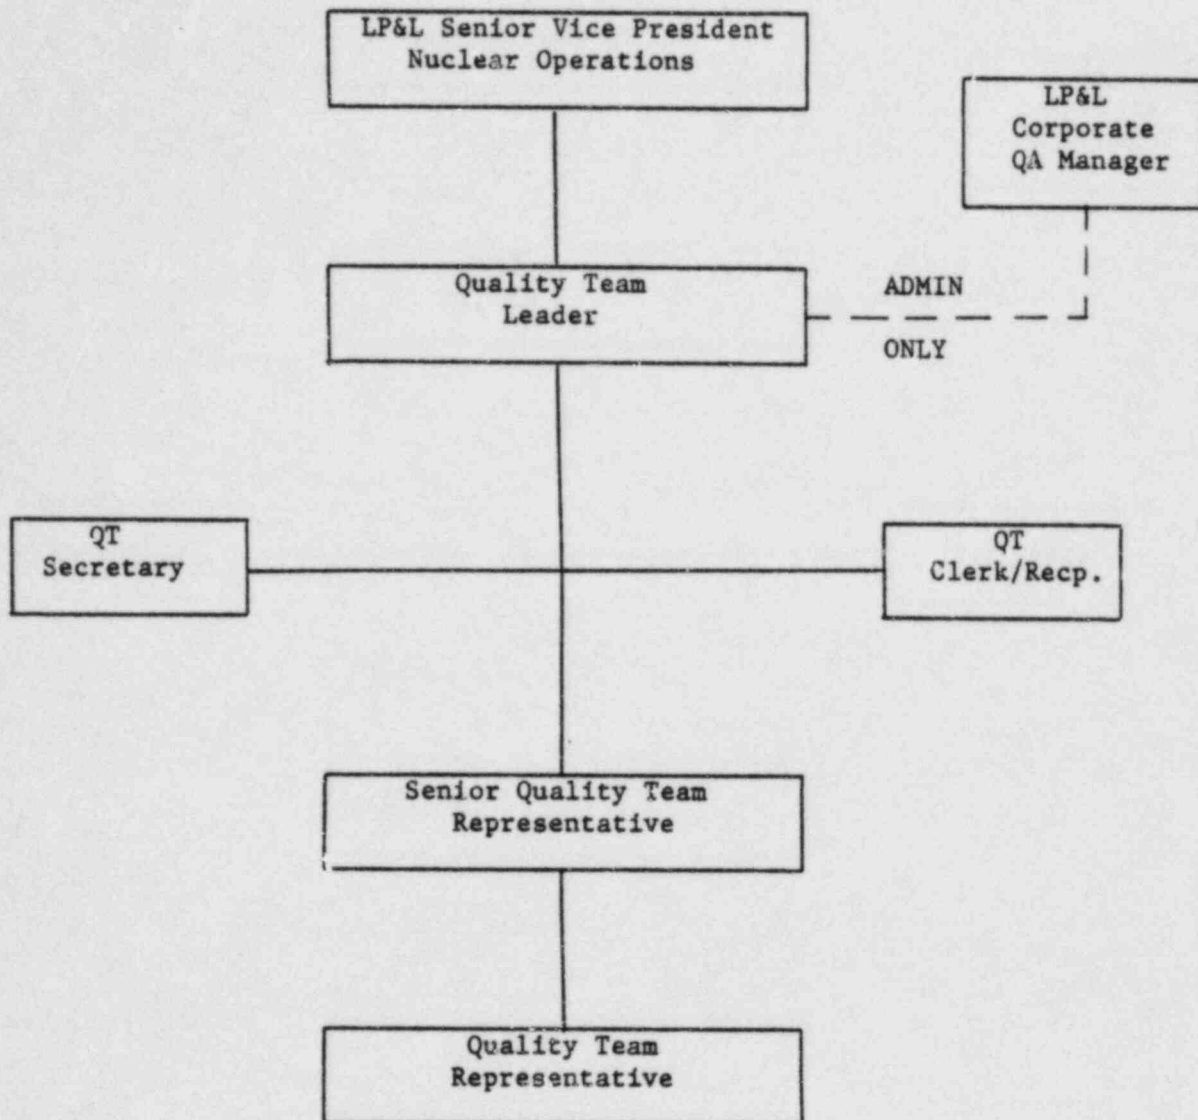 LP&L Senior Vice President
Nuclear Operations
LP&L
Corporate
QA Manager
Quality Team
Leader
ADMIN
ONLY
QT
Secretary
QT
Clerk/Recp.
Senior Quality Team
Representative
Quality Team
Representative